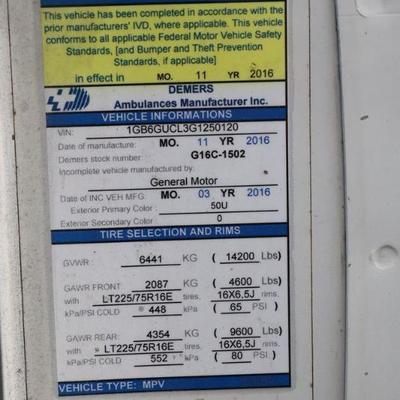 This vehicle has been completed in accordance with the
prior manufacturers' IVD, where applicable. This vehicle
conforms to all applicable Federal Motor Vehicle Safety
Standards, [and Bumper and Theft Prevention
Standards, if applicable]
in effect in MO. 11 YR 2016
DEMERS
Ambulances Manufacturer Inc.
VEHICLE INFORMATIONS
VIN: 1GB6GUCL3G1250120
Date of manufacture: MO. 11 YR 2016
Demers stock number G16C-1502
Incomplete vehicle manufactured by:
General Motor
Date of INC VEH MFG: MO. 03 YR 2016
Exterior Primary Color : 50U
Exterior Secondary Color : 0
TIRE SELECTION AND RIMS
GVWR : 6441 KG ( 14200 Lbs)
GAWR FRONT : 2087 KG ( 4600 Lbs)
with LT225/75R16E tires. 16X6,5J rims.
kPa/PSI COLD 448 kPa ( 65 PSI)
GAWR REAR: 4354 KG ( 9600 Lbs)
with LT225/75R16E tires. 16X6,5J rims.
kPa/PSI COLD 552 kPa ( 80 PSI)
VEHICLE TYPE: MPV